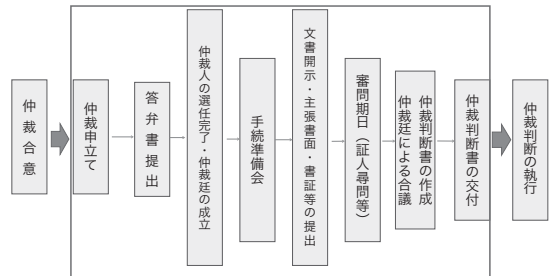 仲裁合意
仲裁申立て
答弁書提出
仲裁人の選任完了・仲裁廷の成立
手続準備会
文書開示・主張書面・書証等の提出
審問期日（証人尋問等）
仲裁判断書の作成
仲裁廷による合議
仲裁判断書の交付
仲裁判断の執行